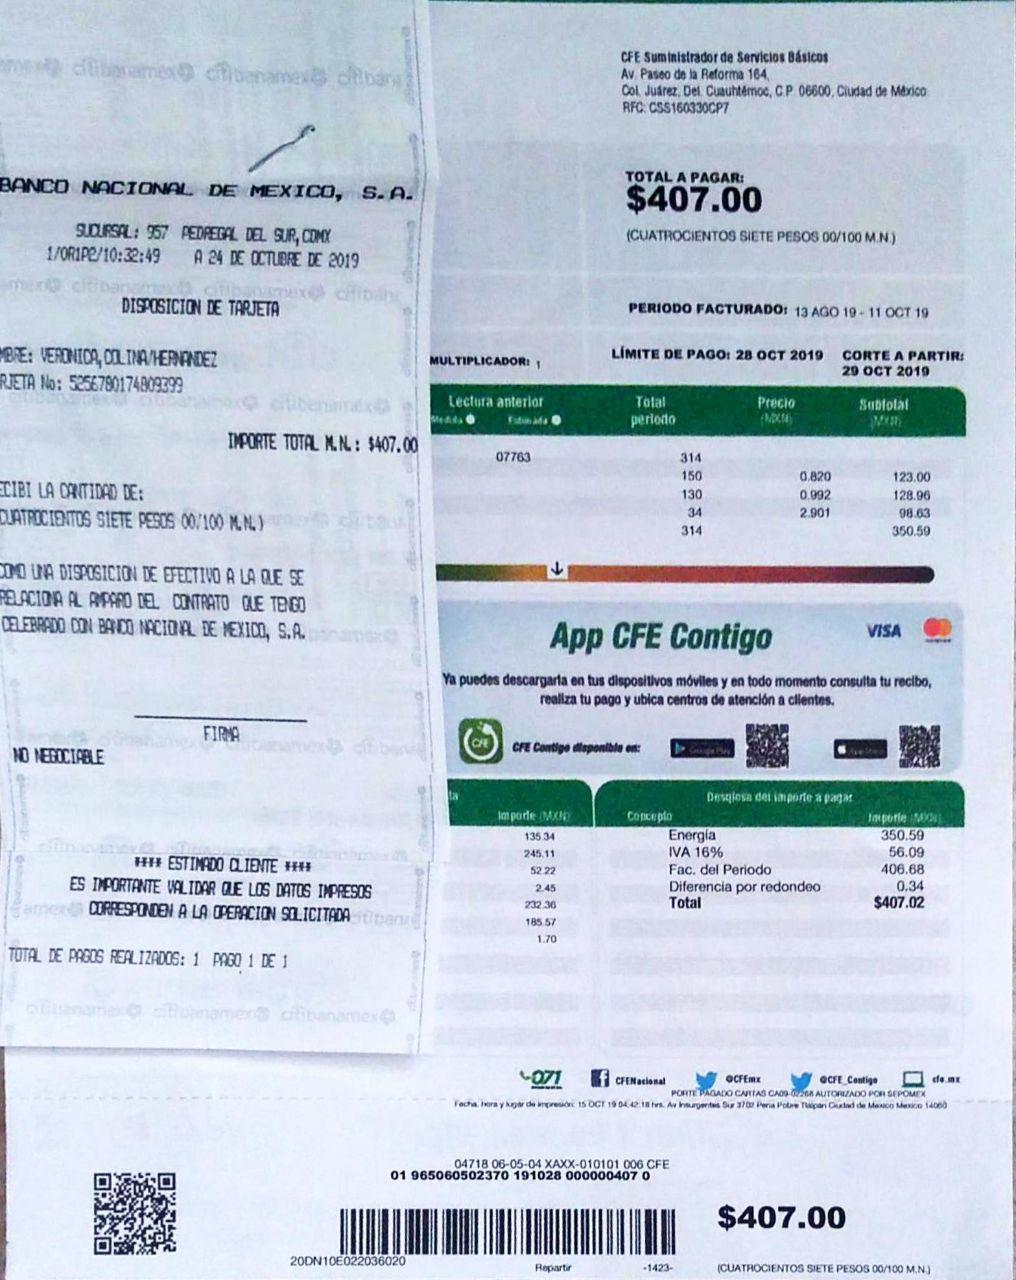 BANCO NACIONAL DE MEXICO, S.A.
SUCURSAL: 957 PEDREGAL DEL SUR, CDMX
1/OR1P2/10:32:49 A 24 DE OCTUBRE DE 2019
DISPOSICION DE TARJETA
MBRE: VERONICA,COLINA/HERNANDEZ
RJETA No: 5256780174809399
IMPORTE TOTAL M.N.: $407.00
ECIBI LA CANTIDAD DE:
CUATROCIENTOS SIETE PESOS 00/100 M.N.)
COMO UNA DISPOSICION DE EFECTIVO A LA QUE SE
RELACIONA AL AMPARO DEL CONTRATO QUE TENGO
CELEBRADO CON BANCO NACIONAL DE MEXICO, S.A.
FIRMA
NO NEGOCIABLE
**** ESTIMADO CLIENTE ****
ES IMPORTANTE VALIDAR QUE LOS DATOS IMPRESOS
CORRESPONDEN A LA OPERACION SOLICITADA
TOTAL DE PAGOS REALIZADOS: 1 PAGO 1 DE 1
citibanamex citibanamex citibanamex
CFE Suministrador de Servicios Básicos
Av. Paseo de la Reforma 164,
Col. Juárez, Del. Cuauhtémoc, C.P. 06600, Ciudad de México
RFC: CSS160330CP7
TOTAL A PAGAR:
$407.00
(CUATROCIENTOS SIETE PESOS 00/100 M.N.)
PERIODO FACTURADO: 13 AGO 19 - 11 OCT 19
MULTIPLICADOR: 1
LÍMITE DE PAGO: 28 OCT 2019 CORTE A PARTIR:
29 OCT 2019
Lectura anterior Total periodo Precio (MXN) Subtotal (MXN)
Medida Estimada
07763 314
150 0.820 123.00
130 0.992 128.96
34 2.901 98.63
314 350.59
App CFE Contigo
VISA
Ya puedes descargarla en tus dispositivos móviles y en todo momento consulta tu recibo,
realiza tu pago y ubica centros de atención a clientes.
CFE
CFE Contigo disponible en: Google Play App Store
ta Desglose del importe a pagar
Importe (MXN) Concepto Importe (MXN)
135.34 Energía 350.59
245.11 IVA 16% 56.09
52.22 Fac. del Periodo 406.68
2.45 Diferencia por redondeo 0.34
232.36 Total $407.02
185.57
1.70
071 CFENacional @CFEmx @CFE_Contigo cfe.mx
PORTE PAGADO CARTAS CA09-02268 AUTORIZADO POR SEPOMEX
Fecha, hora y lugar de impresión: 15 OCT 19 04:42:18 hrs. Av Insurgentes Sur 3702 Pena Pobre Tlalpan Ciudad de Mexico Mexico 14060
04718 06-05-04 XAXX-010101 006 CFE
01 965060502370 191028 000000407 0
20DN10E022036020
Repartir -1423-
$407.00
(CUATROCIENTOS SIETE PESOS 00/100 M.N.)